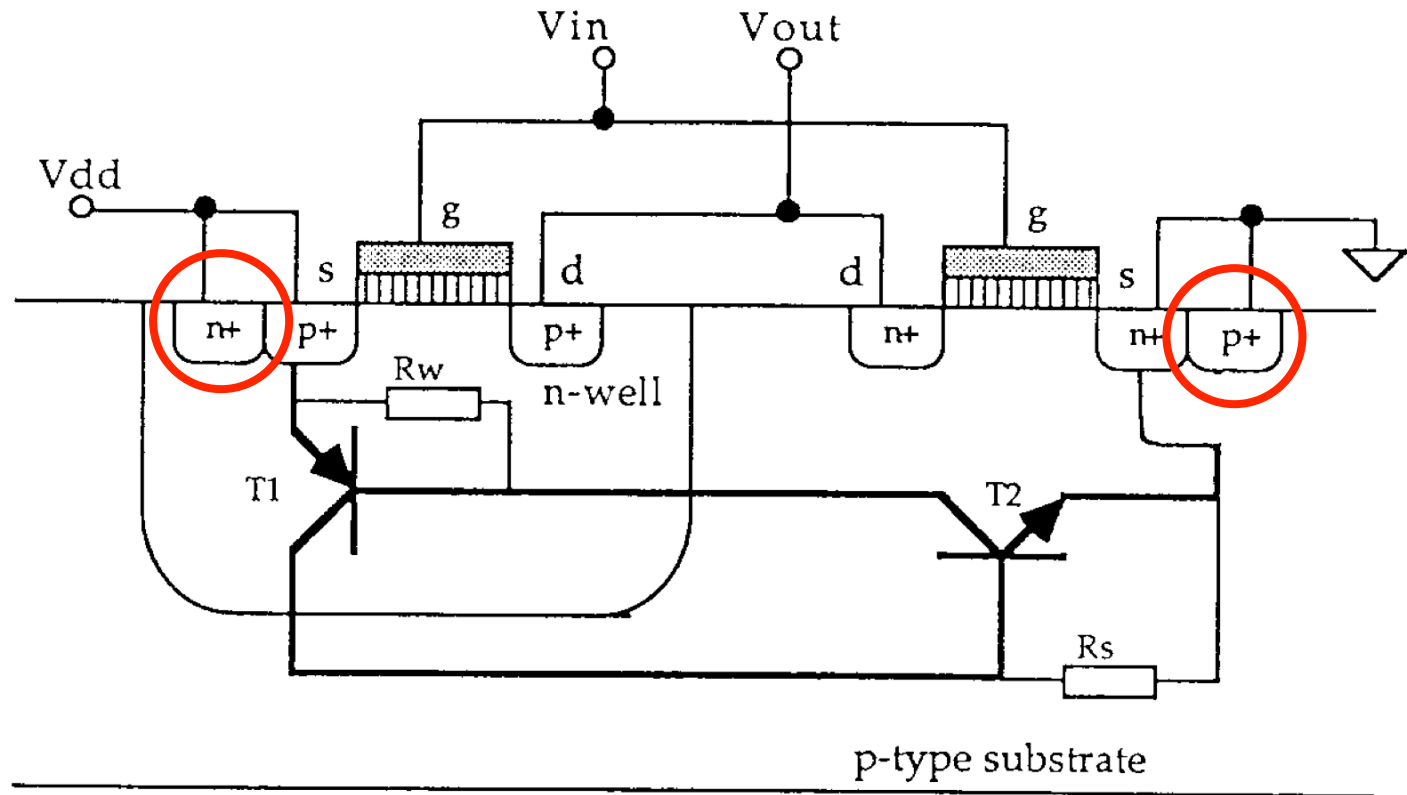 Vin Vout
Vdd
g g
s d d s
n+ p+ p+ n+ n+ p+
Rw
n-well
T1 T2
Rs
p-type substrate